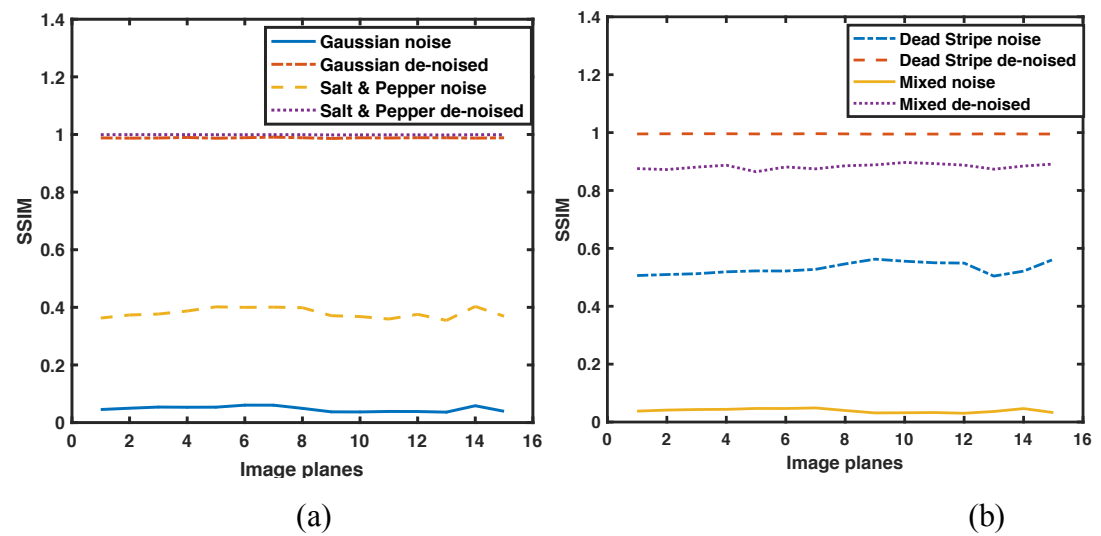 1.4
1.2
1
0.8
0.6
0.4
0.2
0
SSIM
Gaussian noise
Gaussian de-noised
Salt & Pepper noise
Salt & Pepper de-noised
0 2 4 6 8 10 12 14 16
Image planes
(a)
1.4
1.2
1
0.8
0.6
0.4
0.2
0
SSIM
Dead Stripe noise
Dead Stripe de-noised
Mixed noise
Mixed de-noised
0 2 4 6 8 10 12 14 16
Image planes
(b)